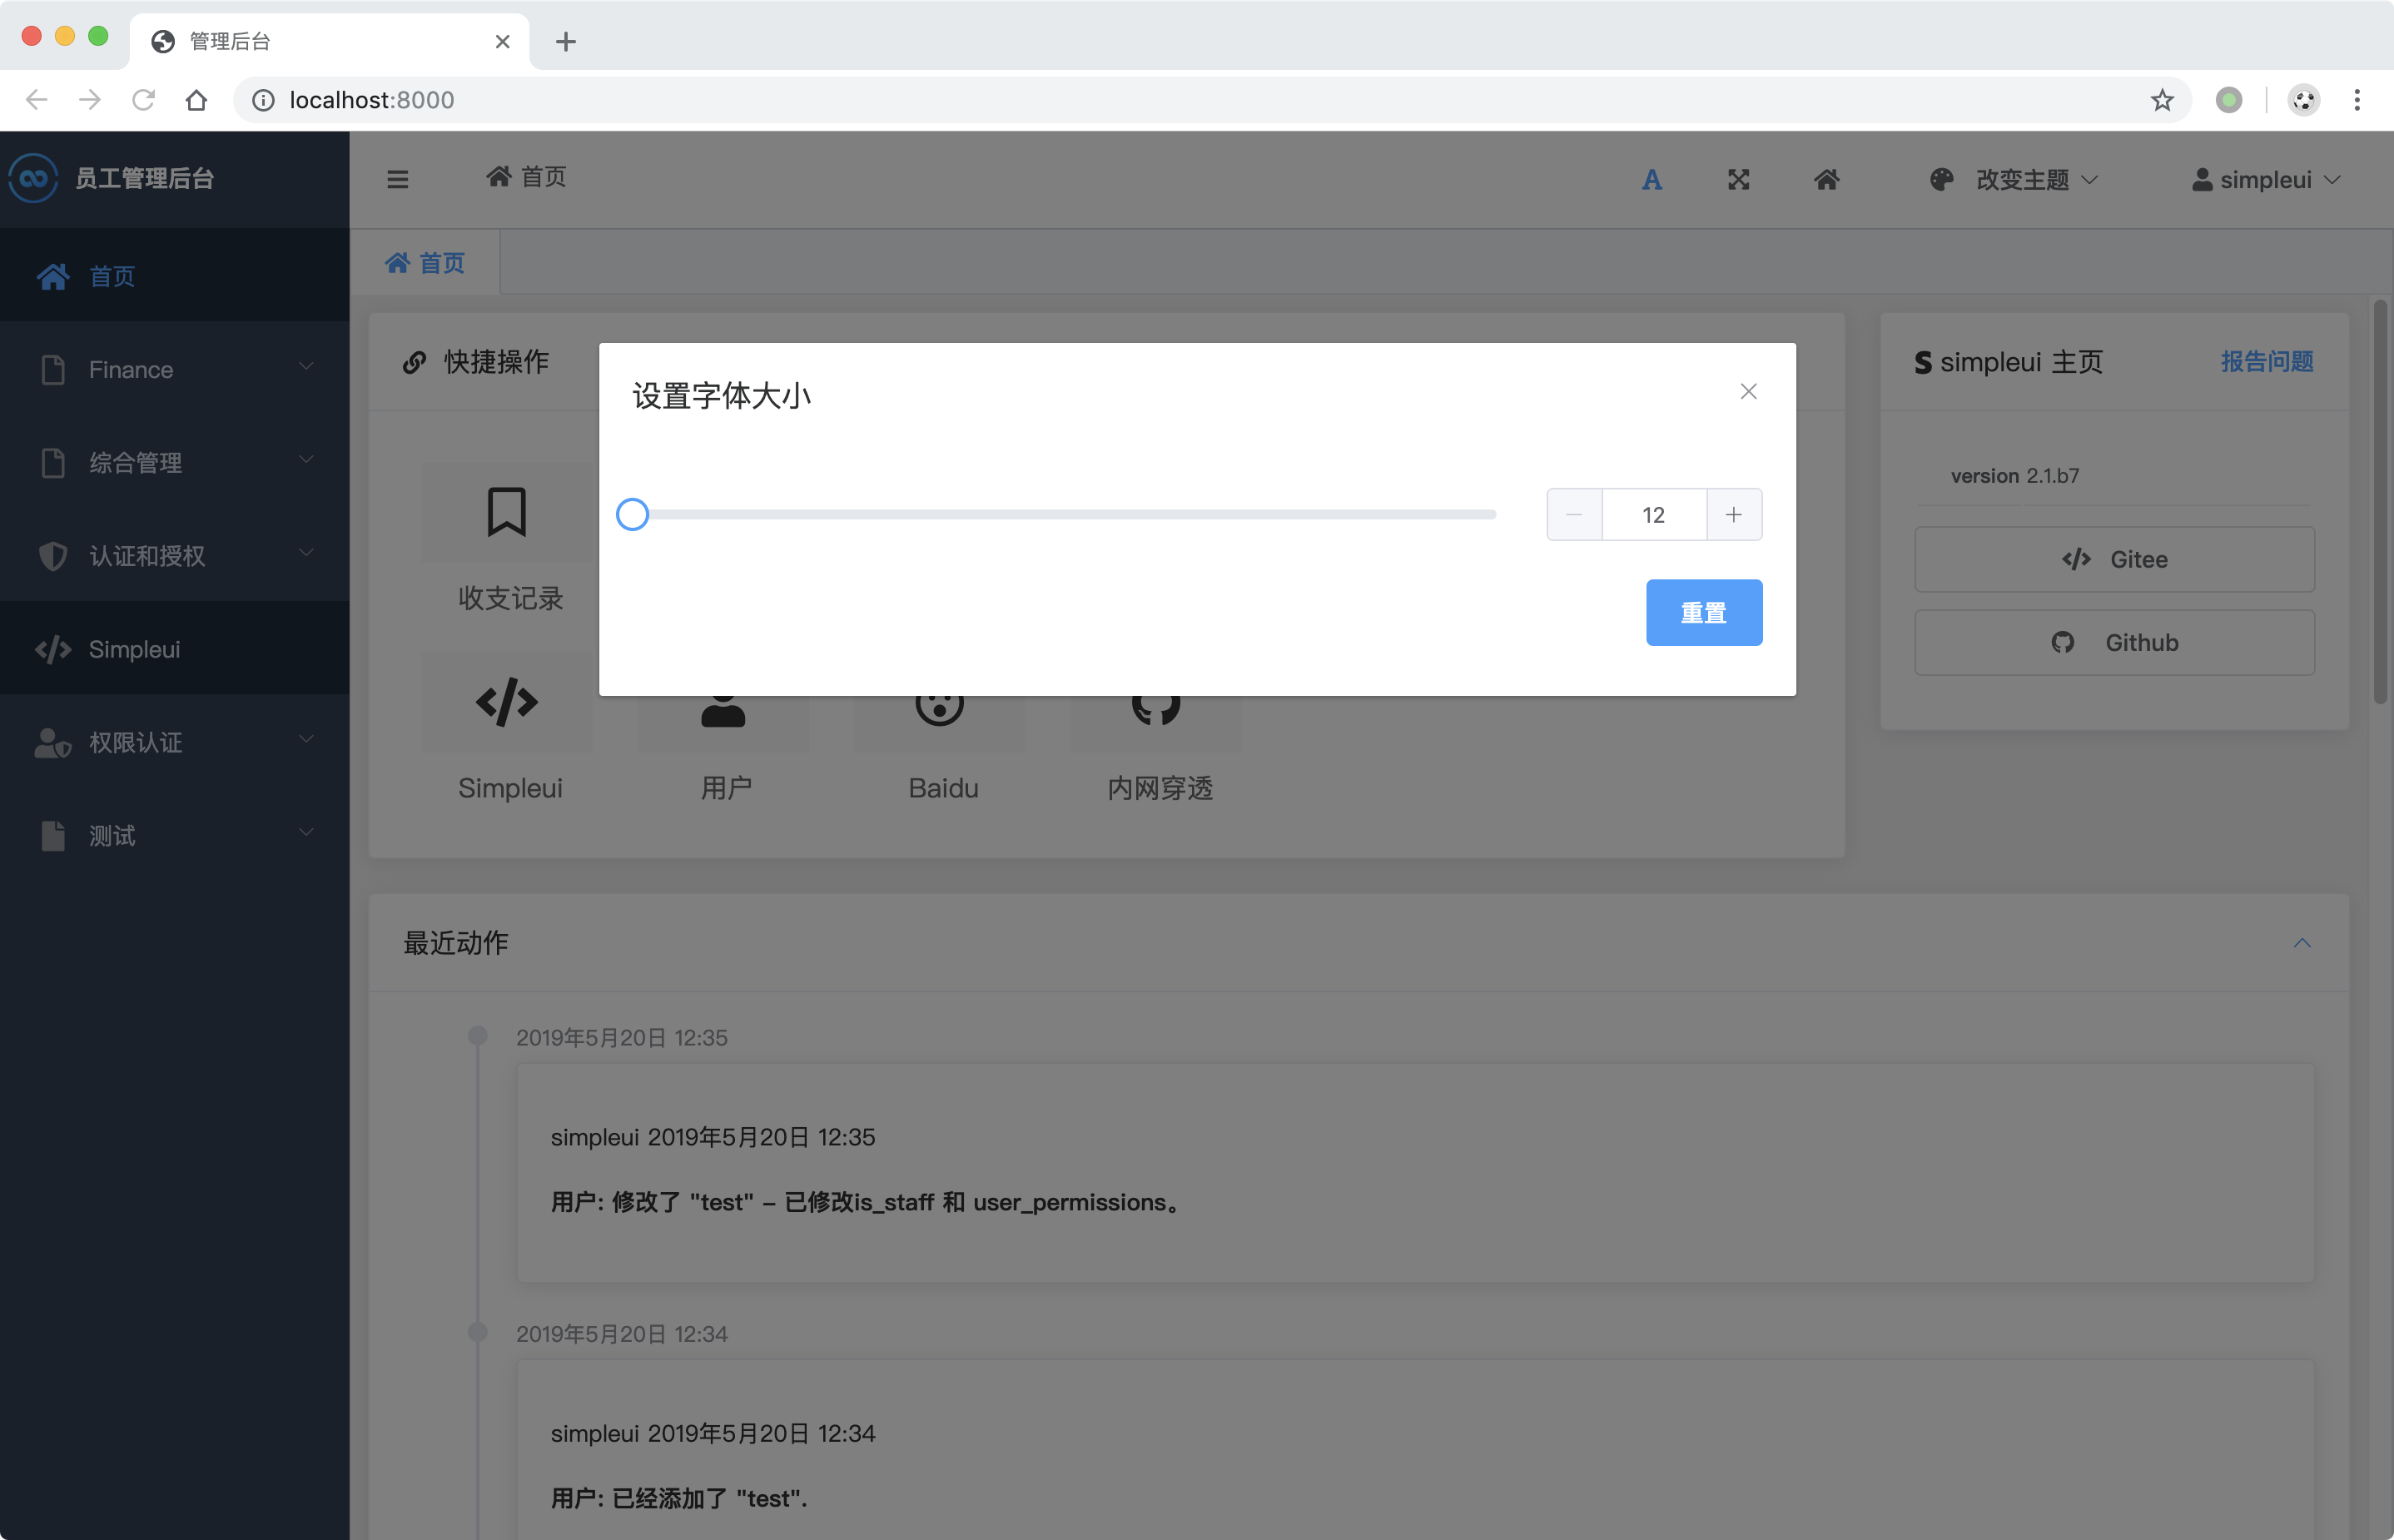 管理后台
localhost:8000
员工管理后台
首页
A
改变主题
simpleui
首页
Finance
综合管理
认证和授权
Simpleui
权限认证
测试
首页
快捷操作
收支记录
Simpleui
用户
Baidu
内网穿透
设置字体大小
12
重置
simpleui 主页
报告问题
version 2.1.b7
Gitee
Github
最近动作
2019年5月20日 12:35
simpleui 2019年5月20日 12:35
用户: 修改了 "test" – 已修改is_staff 和 user_permissions。
2019年5月20日 12:34
simpleui 2019年5月20日 12:34
用户: 已经添加了 "test".